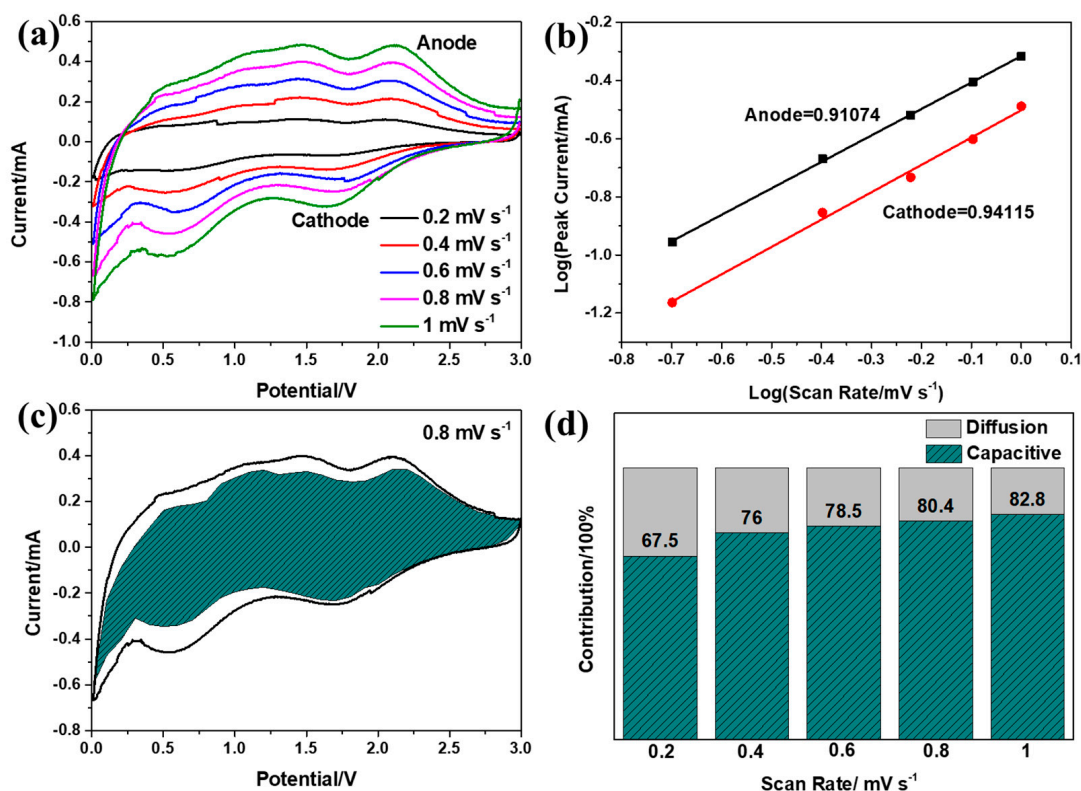 (a)
Anode
Cathode
0.2 mV s⁻¹
0.4 mV s⁻¹
0.6 mV s⁻¹
0.8 mV s⁻¹
1 mV s⁻¹
0.6
0.4
0.2
0.0
-0.2
-0.4
-0.6
-0.8
-1.0
Current/mA
0.0 0.5 1.0 1.5 2.0 2.5 3.0
Potential/V
(b)
Anode=0.91074
Cathode=0.94115
-0.2
-0.4
-0.6
-0.8
-1.0
-1.2
Log(Peak Current/mA)
-0.8 -0.7 -0.6 -0.5 -0.4 -0.3 -0.2 -0.1 0.0 0.1
Log(Scan Rate/mV s⁻¹)
(c)
0.8 mV s⁻¹
0.6
0.4
0.2
0.0
-0.2
-0.4
-0.6
-0.8
Current/mA
0.0 0.5 1.0 1.5 2.0 2.5 3.0
Potential/V
(d)
Diffusion
Capacitive
67.5 76 78.5 80.4 82.8
Contribution/100%
0.2 0.4 0.6 0.8 1
Scan Rate/ mV s⁻¹